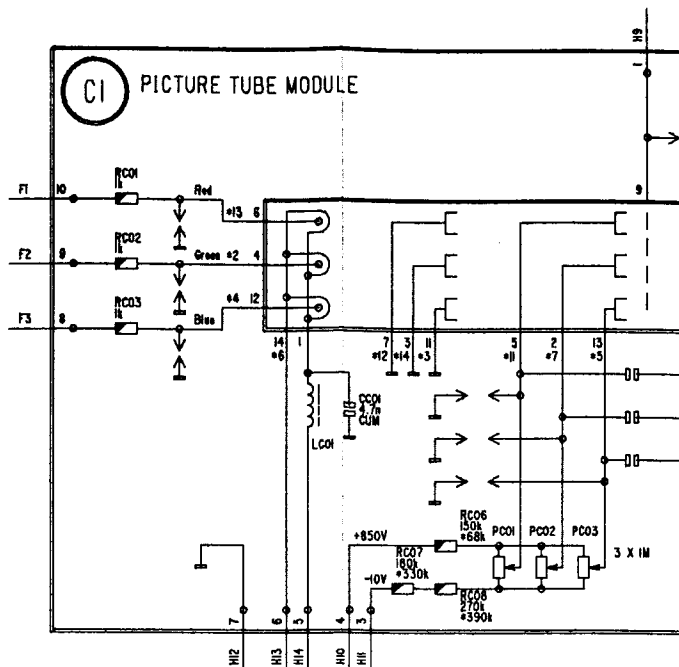 H9
1
C1
PICTURE TUBE MODULE
9
RC01
1k
F1
10
Red
*13
6
RC02
1k
F2
9
Green
*2
4
RC03
1k
F3
8
Blue
*4
12
14
1
7
3
11
5
2
13
*6
*12
*14
*3
*11
*7
*5
CC01
4.7n
CUM
LC01
RC06
150k
*68k
PC01
PC02
PC03
+850V
RC07
180k
*330k
3 X 1M
-10V
RC08
270k
*390k
7
6
5
4
3
H12
H13
H14
H10
H11